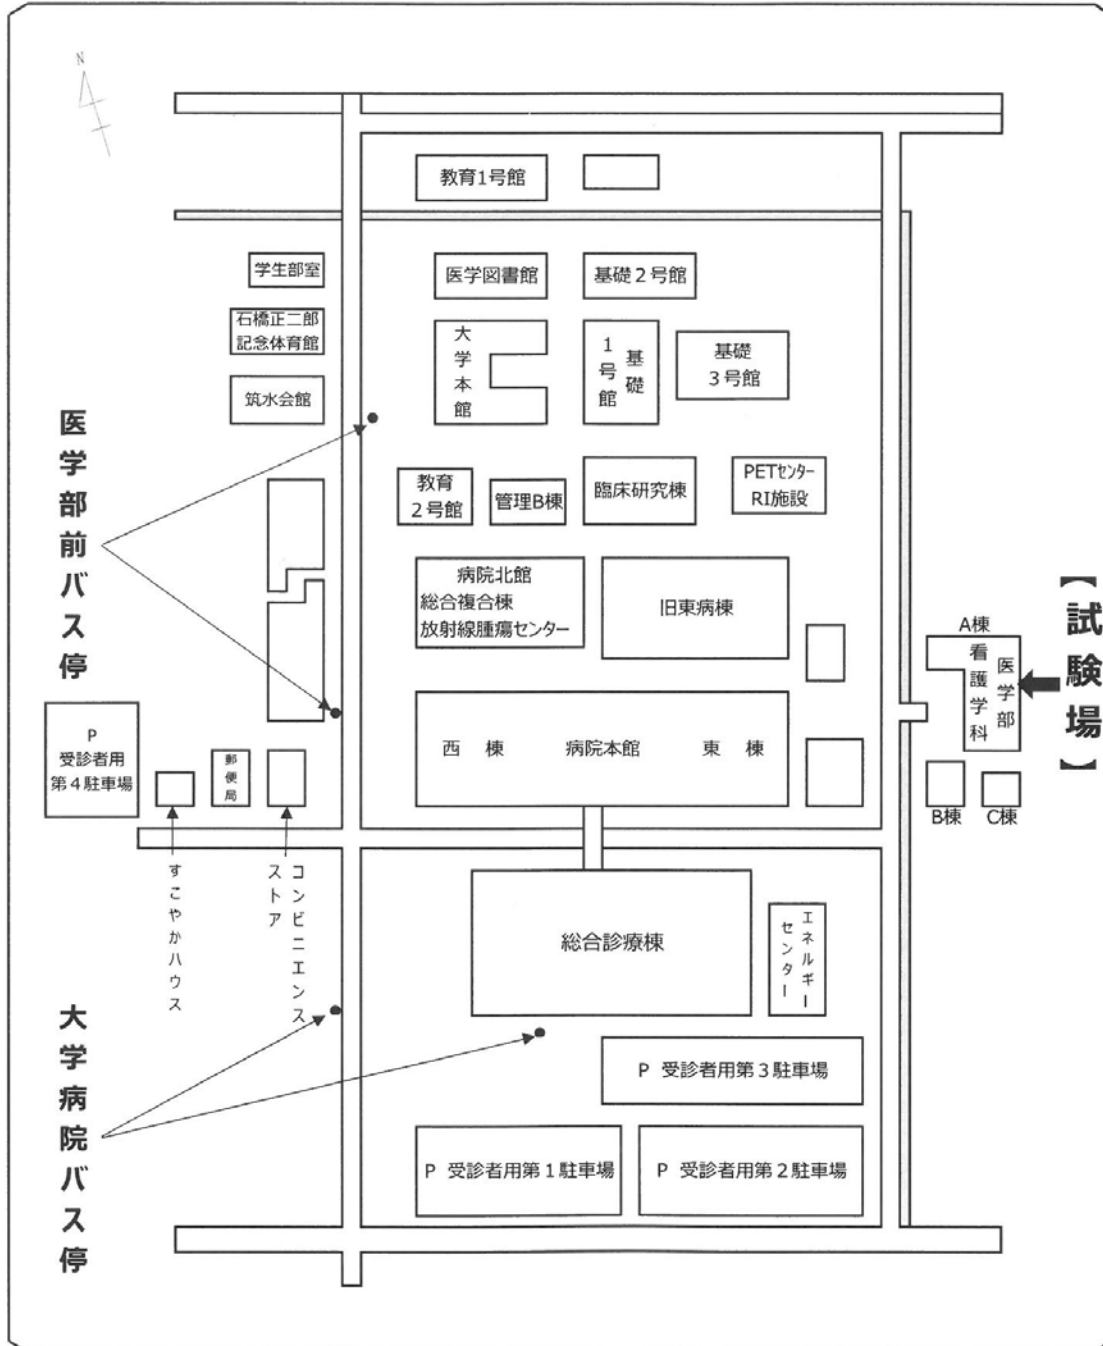 N
教育1号館
学生部室
医学図書館
基礎２号館
石橋正二郎
記念体育館
大学本館
基礎
1号館
基礎
３号館
筑水会館
医学部前バス停
教育
２号館
管理B棟
臨床研究棟
PETセンター
RI施設
病院北館
総合複合棟
放射線腫瘍センター
旧東病棟
【試験場】
A棟
医学部
看護学科
P
受診者用
第４駐車場
郵便局
西　棟
病院本館
東　棟
B棟
C棟
すこやかハウス
コンビニエンス
ストア
総合診療棟
エネルギー
センター
大学病院バス停
P 受診者用第３駐車場
P 受診者用第１駐車場
P 受診者用第２駐車場